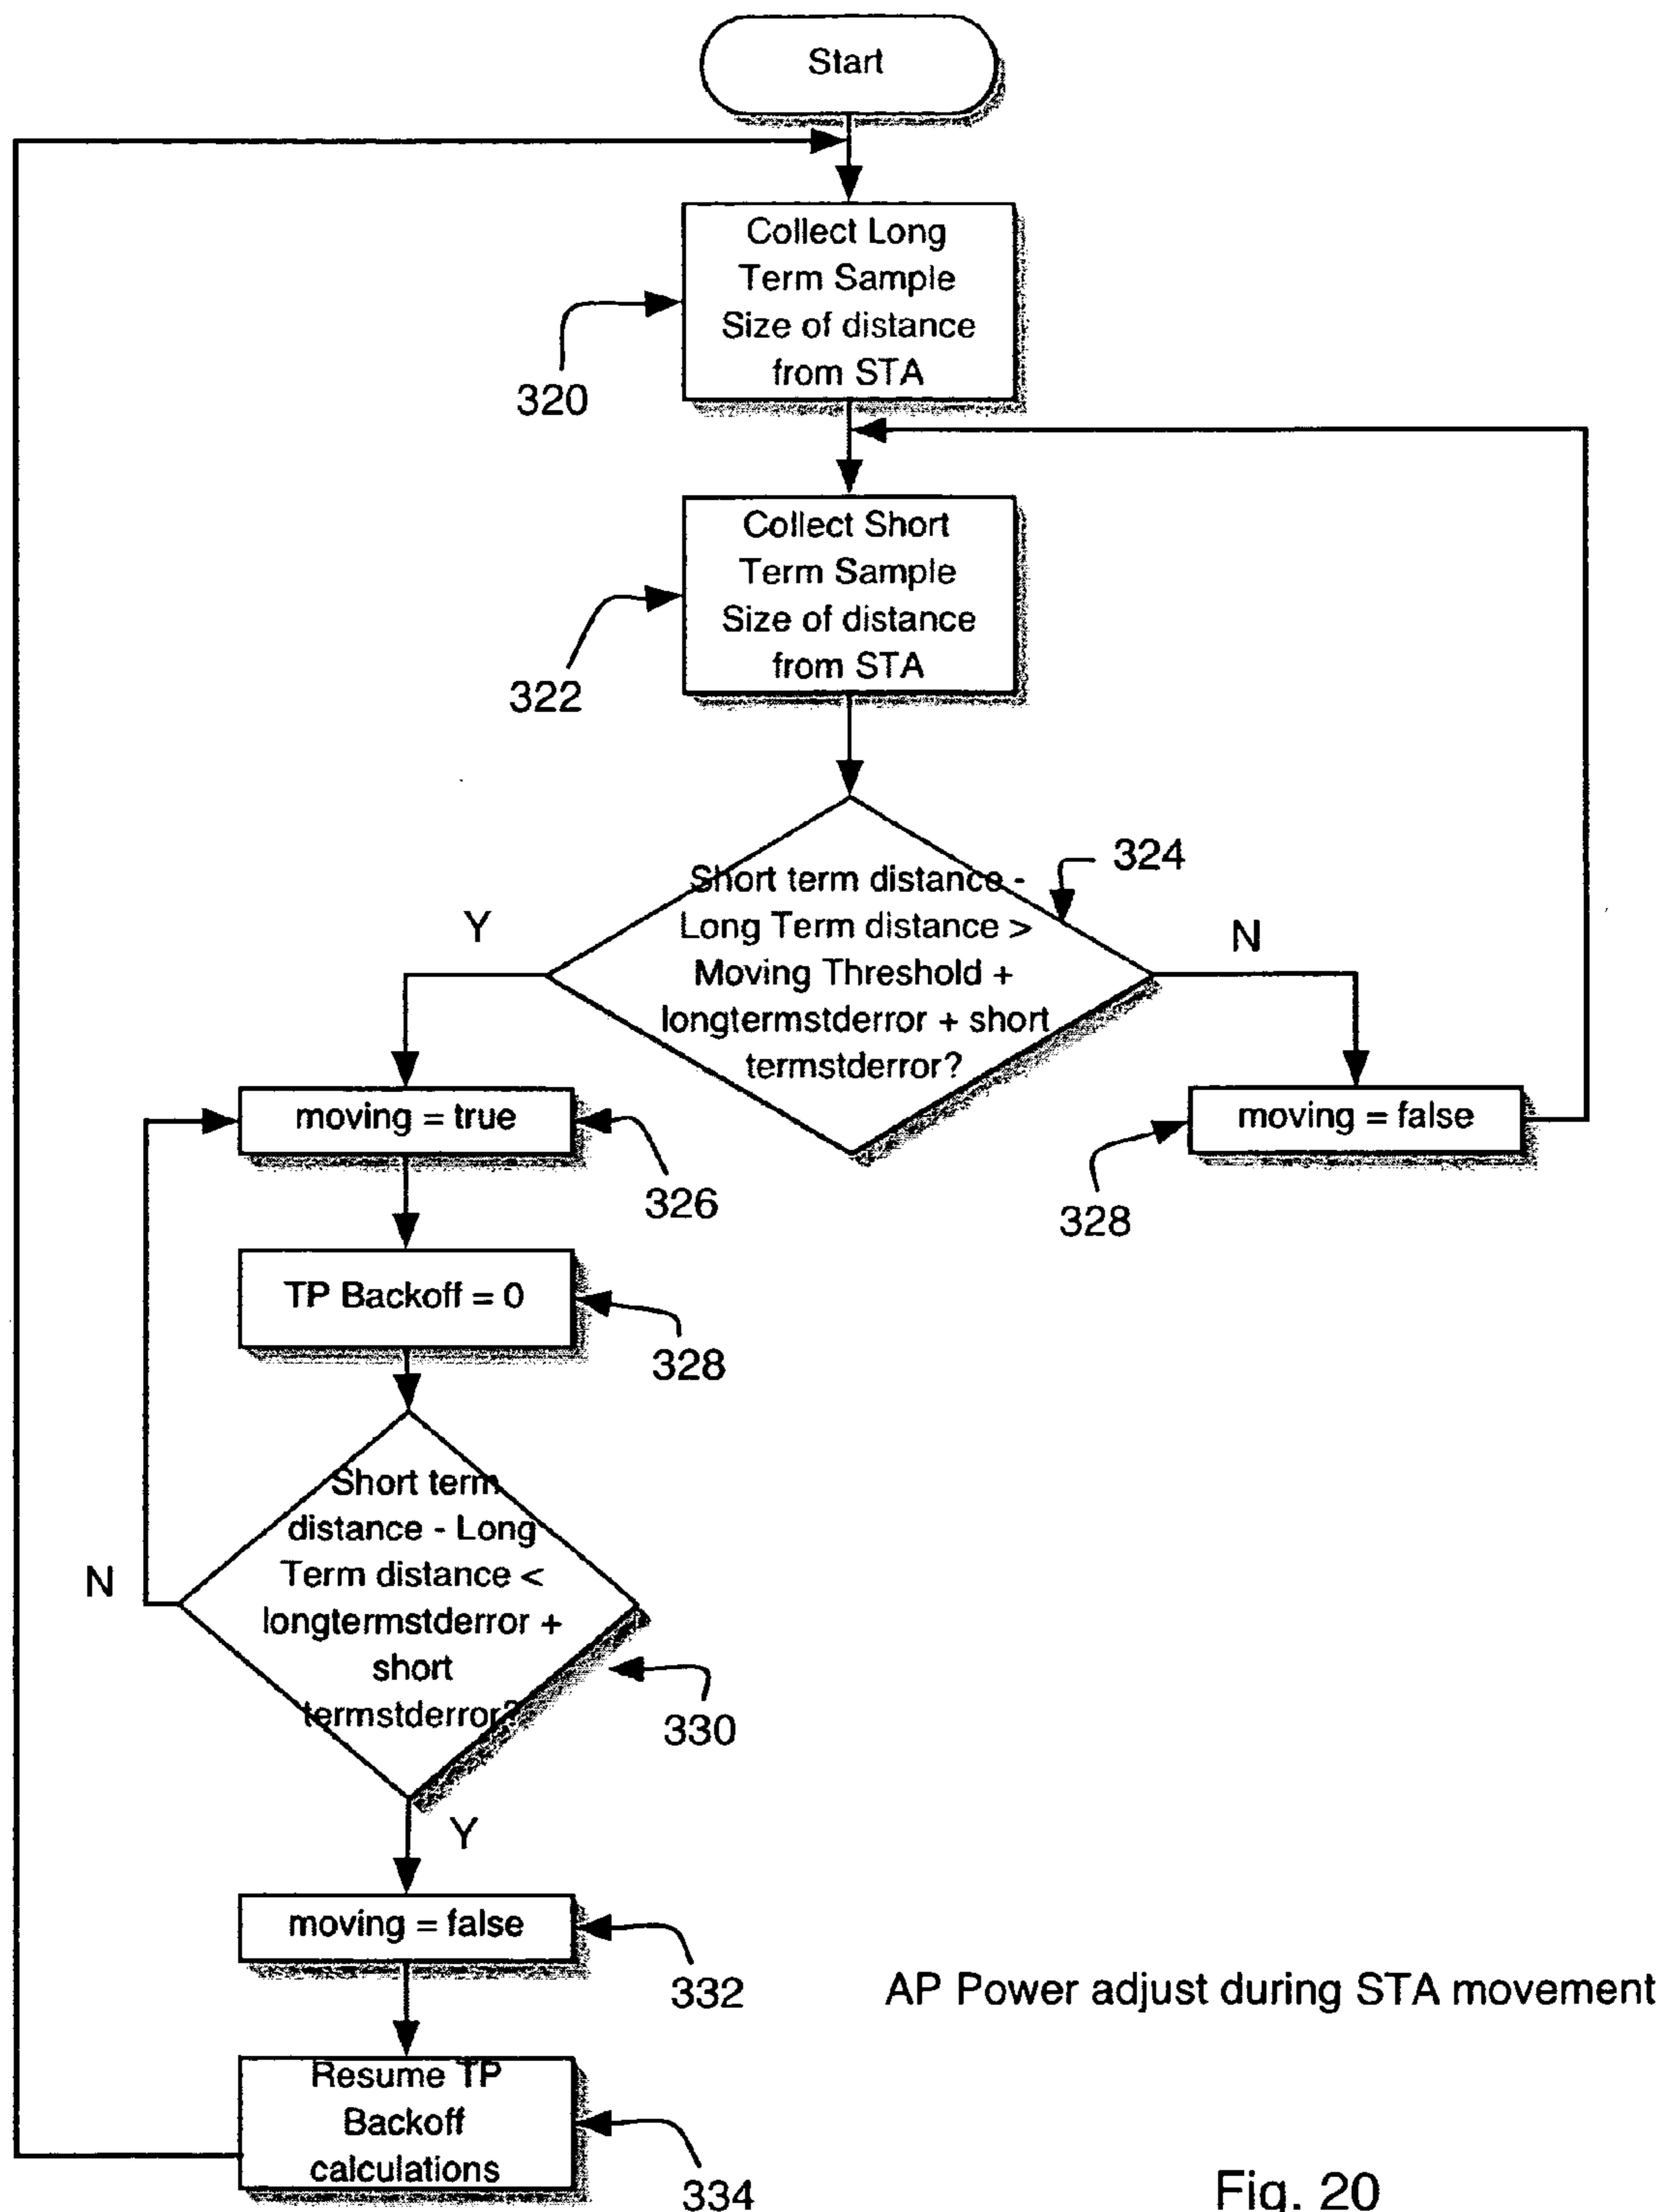 Start
Collect Long
Term Sample
Size of distance
from STA
320
Collect Short
Term Sample
Size of distance
from STA
322
324
Short term distance -
Long Term distance >
Moving Threshold +
longtermstderror + short
termstderror?
Y
N
moving = true
326
moving = false
328
TP Backoff = 0
328
Short term
distance - Long
Term distance <
longtermstderror +
short
termstderror?
N
330
Y
moving = false
332
AP Power adjust during STA movement
Resume TP
Backoff
calculations
334
Fig. 20